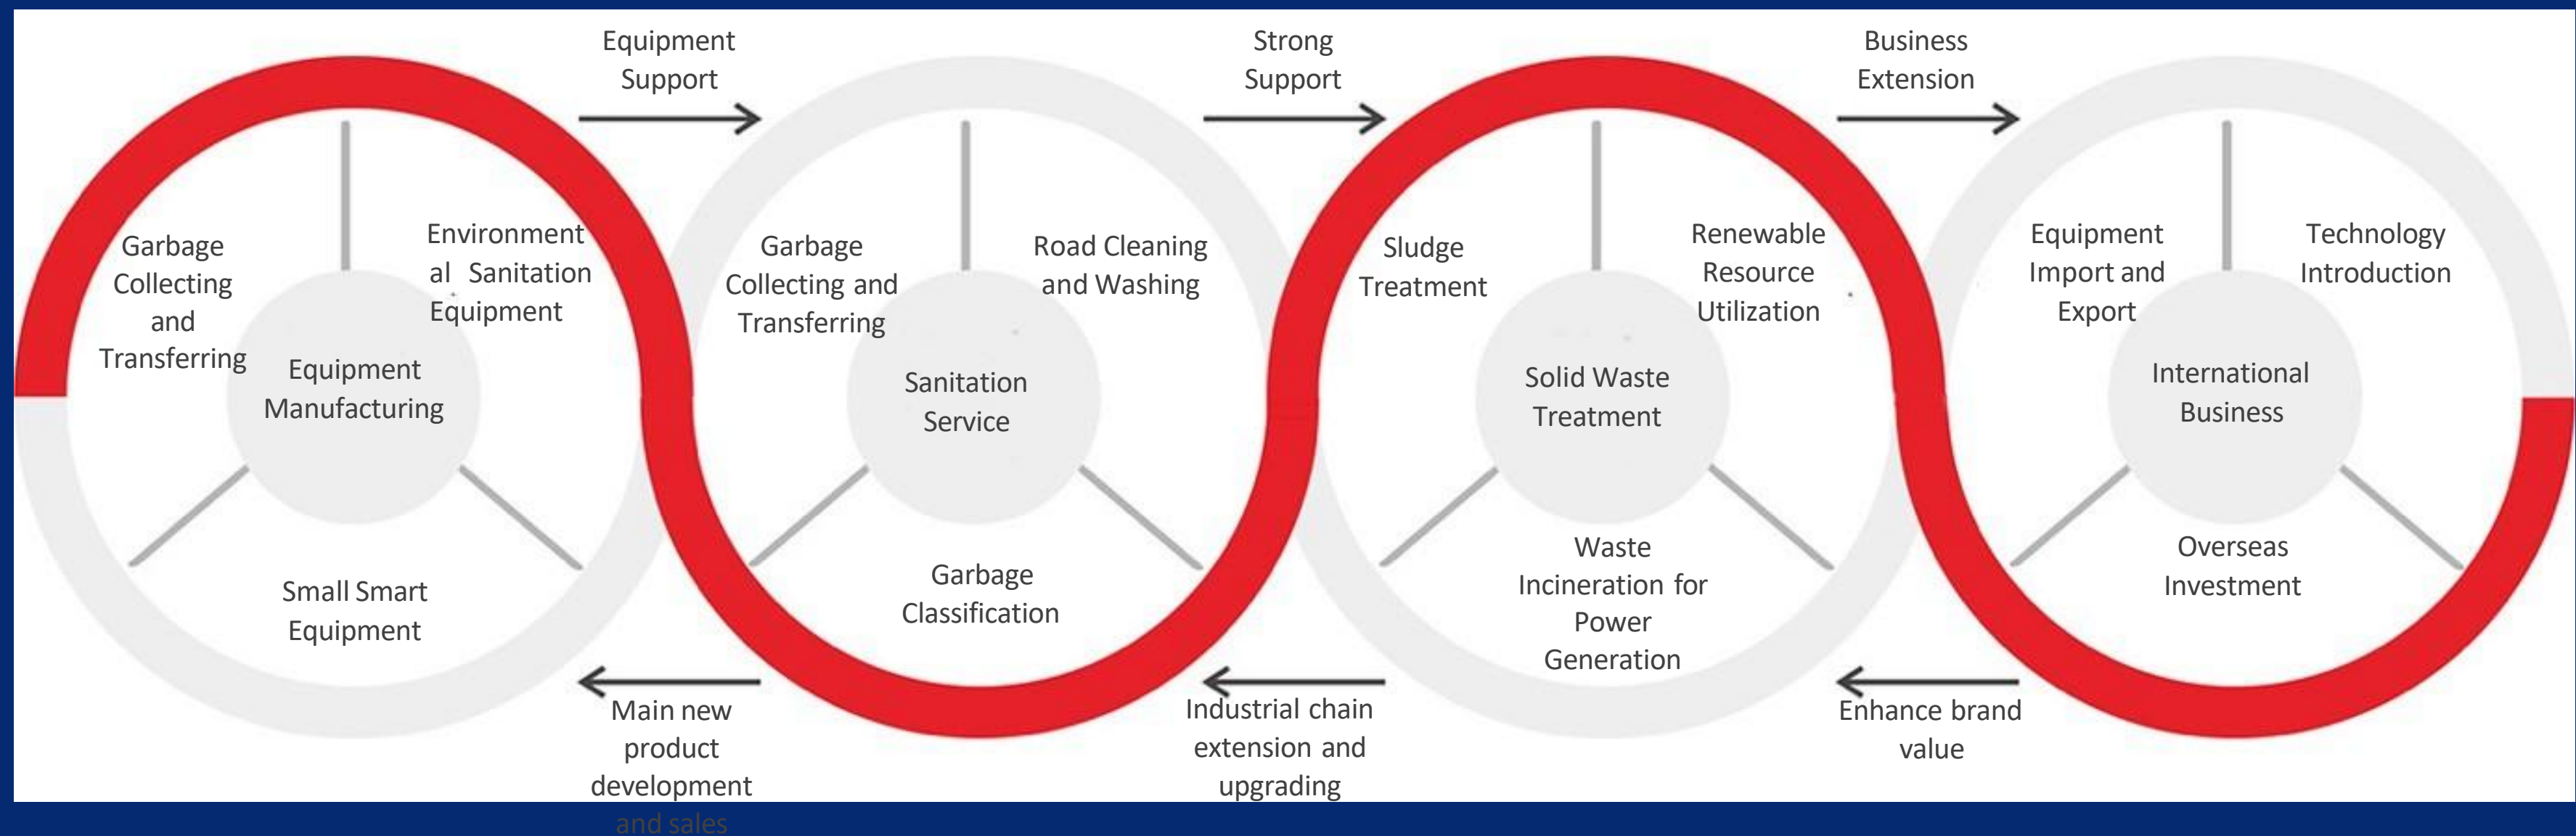 Equipment
Support
Strong
Support
Business
Extension
Garbage
Collecting
and
Transferring
Environment
al Sanitation
Equipment
Equipment
Manufacturing
Small Smart
Equipment
Garbage
Collecting and
Transferring
Road Cleaning
and Washing
Sanitation
Service
Garbage
Classification
Sludge
Treatment
Renewable
Resource
Utilization
Solid Waste
Treatment
Waste
Incineration for
Power
Generation
Equipment
Import and
Export
Technology
Introduction
International
Business
Overseas
Investment
Main new
product
development
and sales
Industrial chain
extension and
upgrading
Enhance brand
value